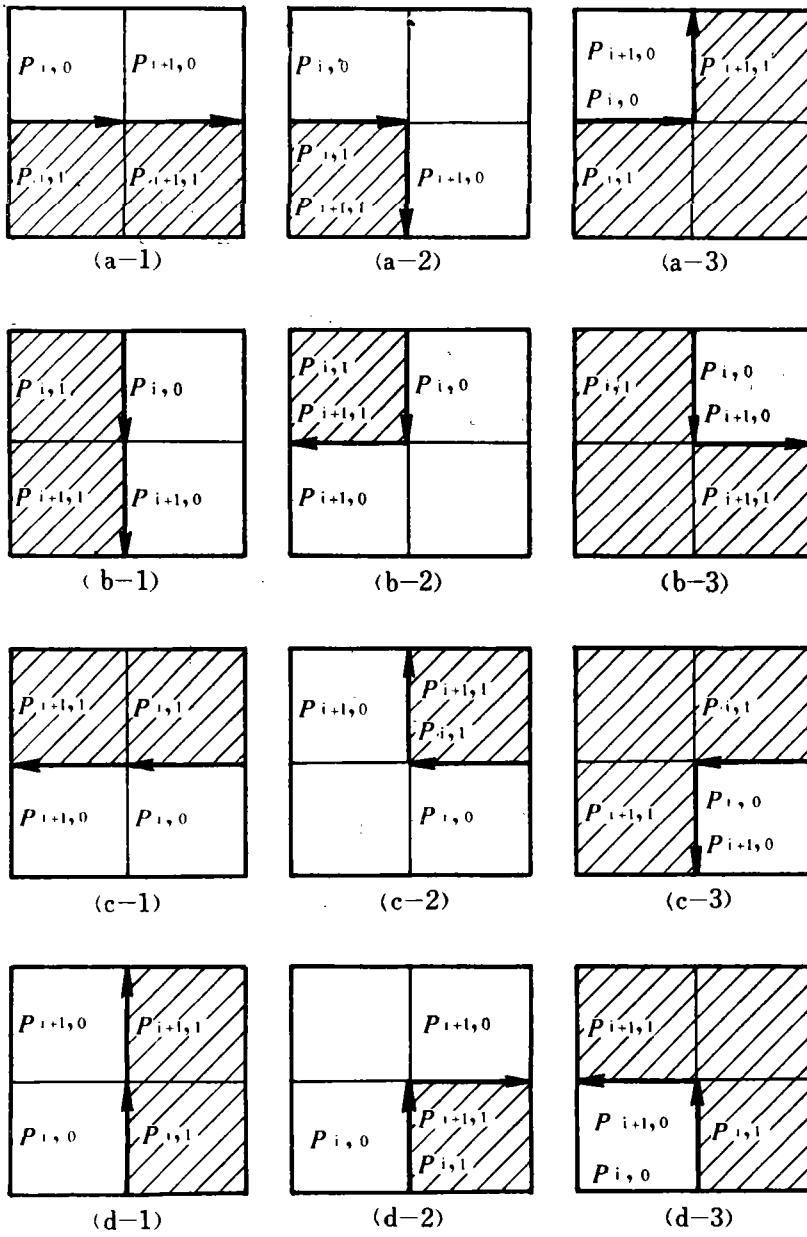 P i,0 P i+1,0 P i,0 P i+1,0 P i+1,1
P i,0
P i,1 P i+1,1 P i,1 P i+1,0 P i,1
P i+1,1
(a-1) (a-2) (a-3)
P i,1 P i,0 P i,1 P i,0 P i,1 P i,0
P i+1,1 P i+1,0
P i+1,1 P i+1,0 P i+1,0 P i+1,1
(b-1) (b-2) (b-3)
P i+1,1 P i,1 P i+1,0 P i+1,1 P i,1
P i,1
P i+1,0 P i,0 P i,0 P i+1,1 P i,0
P i+1,0
(c-1) (c-2) (c-3)
P i+1,0 P i+1,1 P i+1,0 P i+1,1
P i,0 P i,1 P i,0 P i+1,1 P i+1,0 P i,1
P i,1 P i,0
(d-1) (d-2) (d-3)